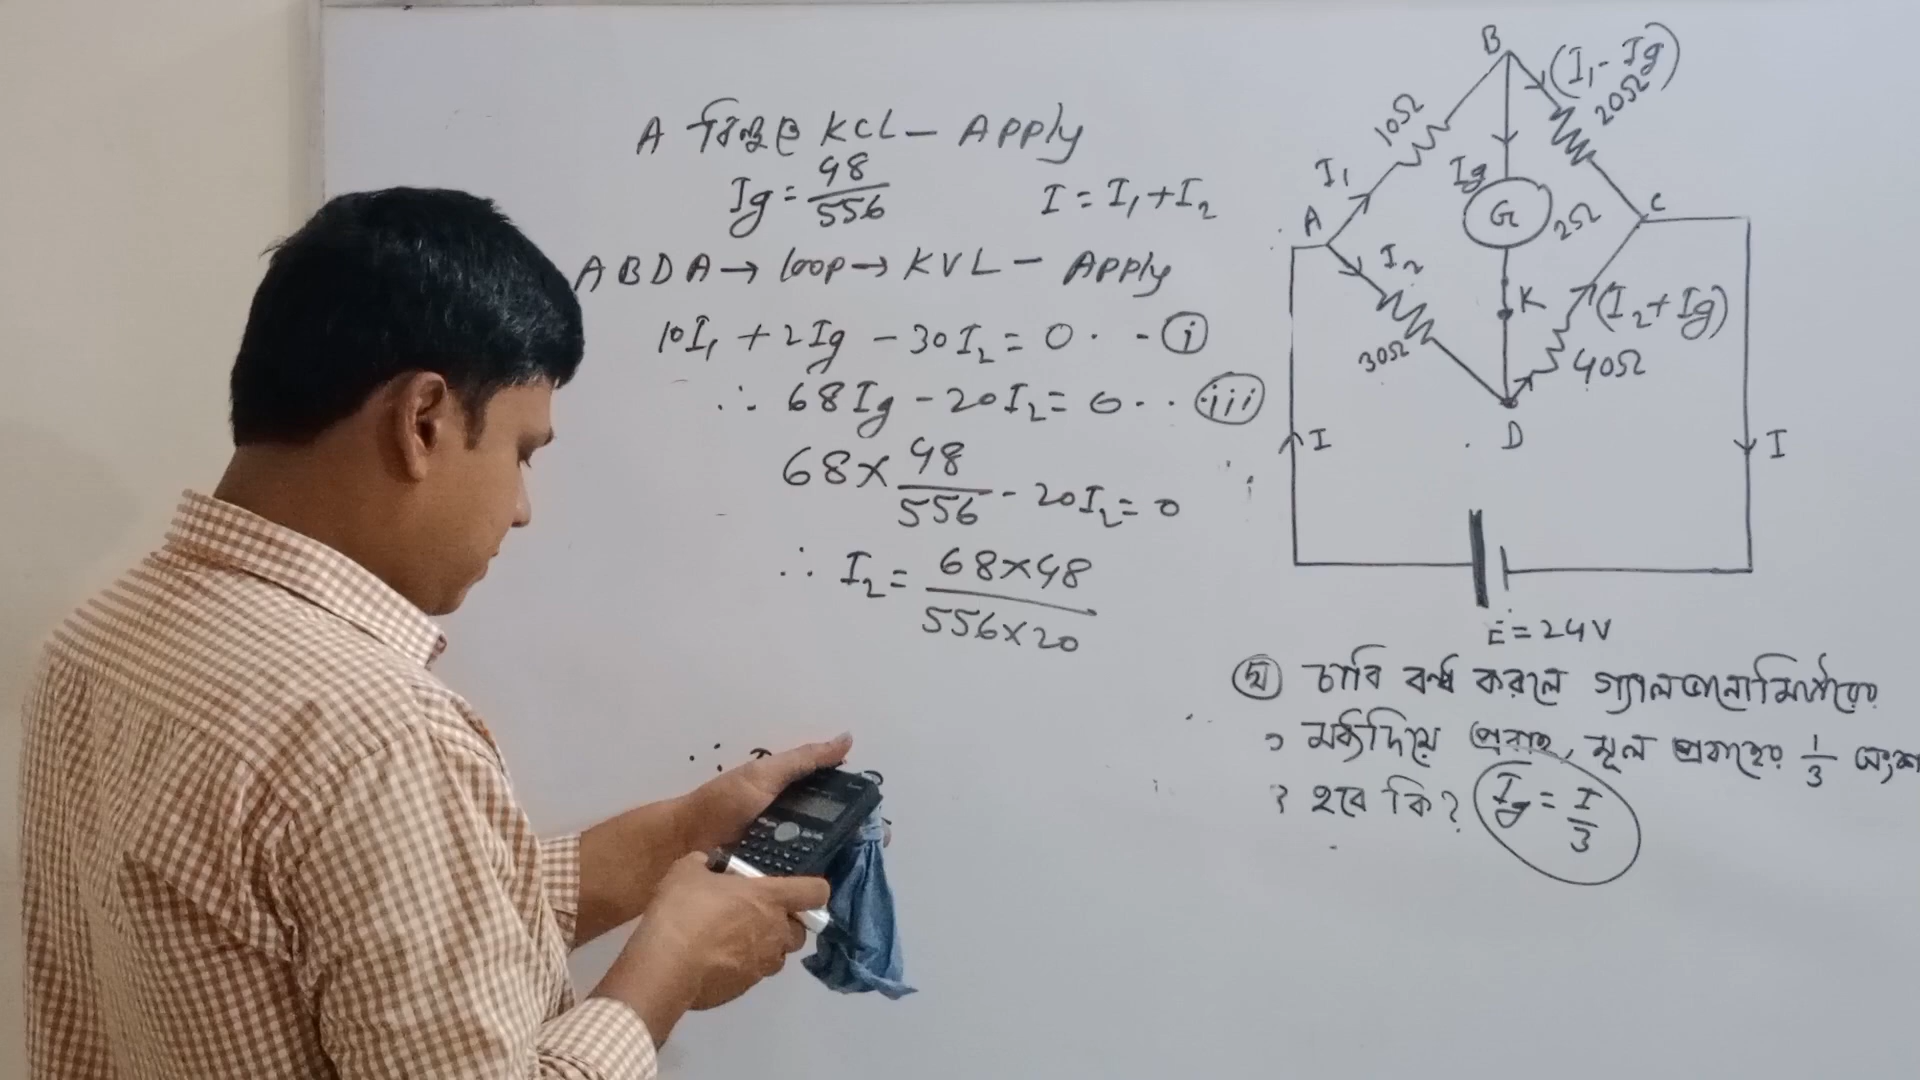 A বিন্দুতে KCL – Apply
Ig = 48/556
I = I₁ + I₂
ABDA → loop → KVL – Apply
10I₁ + 2Ig – 30I₂ = 0 · - (i)
∴ 68Ig – 20I₂ = 0 · · (iii)
68 × 48/556 - 20I₂ = 0
∴ I₂ = 68×48/556×20
∴
B
(I₁ - Ig)
10Ω
20Ω
I₁
Ig
A
G
2Ω
C
I₂
K
(I₂ + Ig)
30Ω
40Ω
D
I
I
E = 24V
(ঘ) চাবি বন্ধ করলে গ্যালভানোমিটারের
মধ্যদিয়ে প্রবাহ, মূল প্রবাহের 1/3 অংশ
হবে কি? Ig = I/3